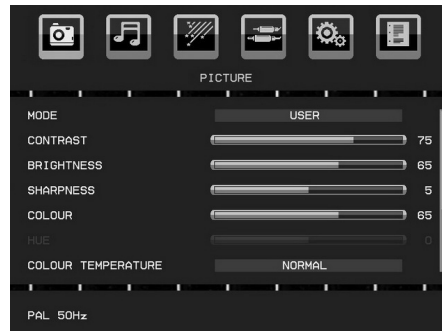 PICTURE
MODE USER
CONTRAST 75
BRIGHTNESS 65
SHARPNESS 5
COLOUR 65
HUE 0
COLOUR TEMPERATURE NORMAL
PAL 50Hz